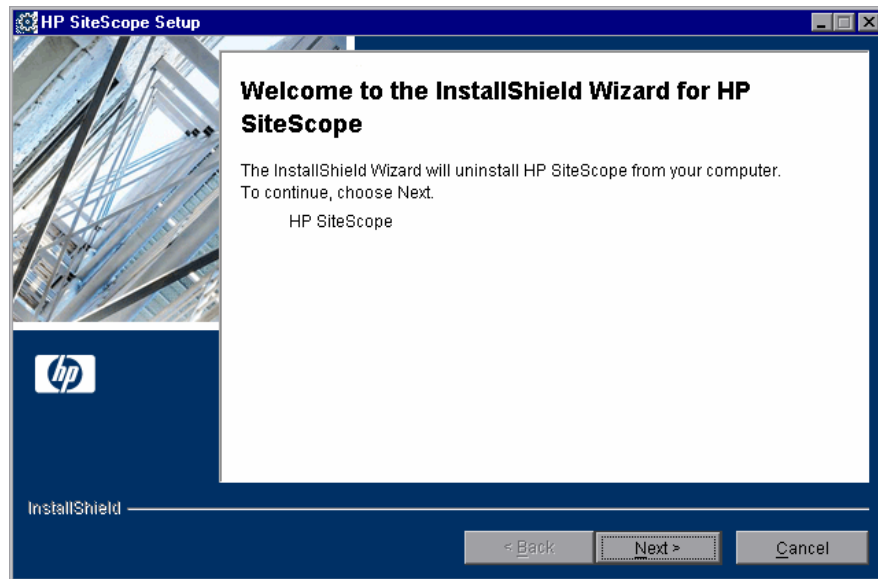 HP SiteScope Setup
Welcome to the InstallShield Wizard for HP
SiteScope
The InstallShield Wizard will uninstall HP SiteScope from your computer.
To continue, choose Next.
HP SiteScope
hp
InstallShield
< Back
Next >
Cancel